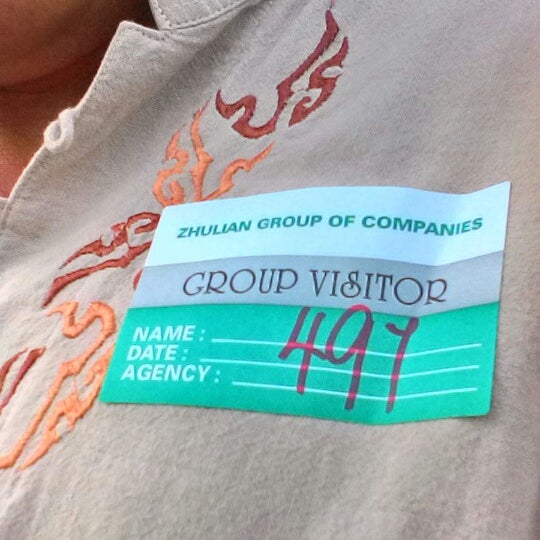 ZHULIAN GROUP OF COMPANIES
GROUP VISITOR
NAME :
DATE :
AGENCY :
497